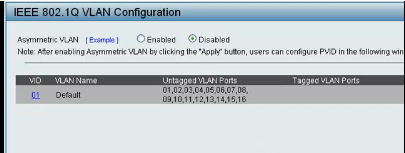 IEEE 802.1Q VLAN Configuration
Asymmetric VLAN [ Example ] Enabled Disabled
Note: After enabling Asymmetric VLAN by clicking the "Apply" button, users can configure PVID in the following win
VID VLAN Name Untagged VLAN Ports Tagged VLAN Ports
01 Default 01,02,03,04,05,06,07,08,
09,10,11,12,13,14,15,16